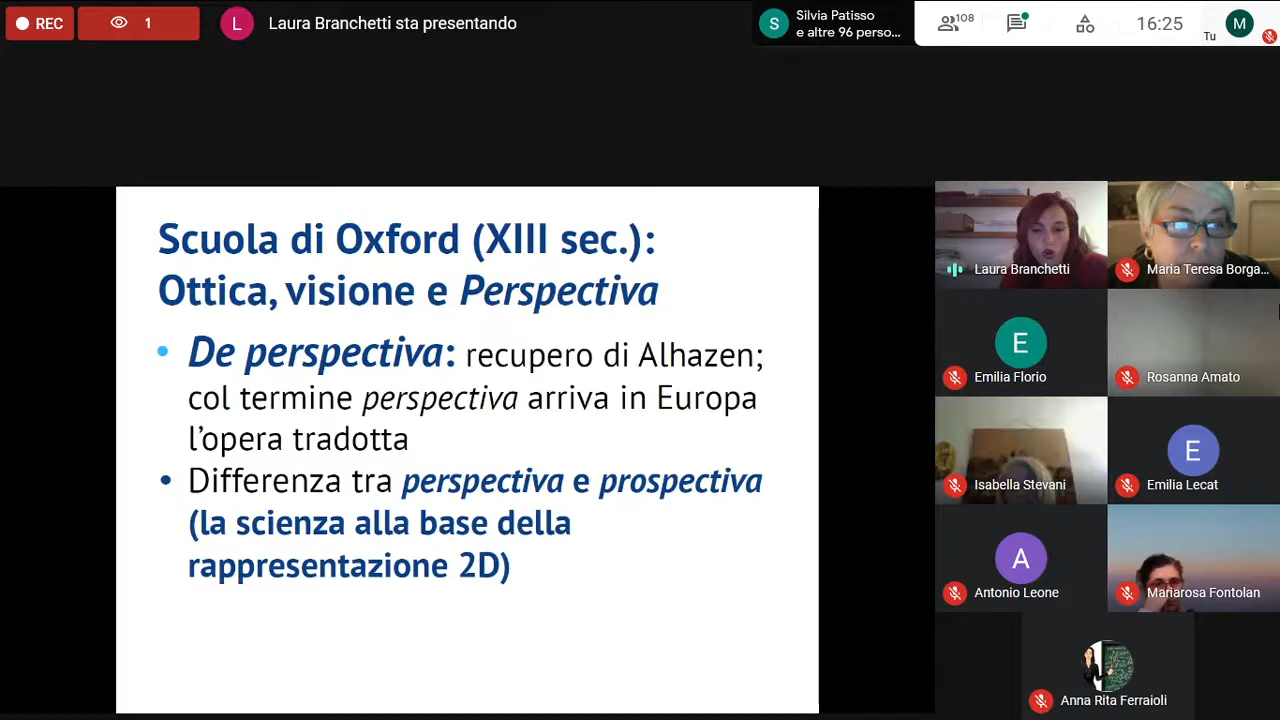 REC
1
L
Laura Branchetti sta presentando
S
Silvia Patisso
e altre 96 perso...
108
16:25
Tu
M
Scuola di Oxford (XIII sec.):
Ottica, visione e Perspectiva
• De perspectiva: recupero di Alhazen;
col termine perspectiva arriva in Europa
l'opera tradotta
• Differenza tra perspectiva e prospectiva
(la scienza alla base della
rappresentazione 2D)
Laura Branchetti
Maria Teresa Borga...
E
Emilia Florio
Rosanna Amato
Isabella Stevani
E
Emilia Lecat
A
Antonio Leone
Mariarosa Fontolan
Anna Rita Ferraioli